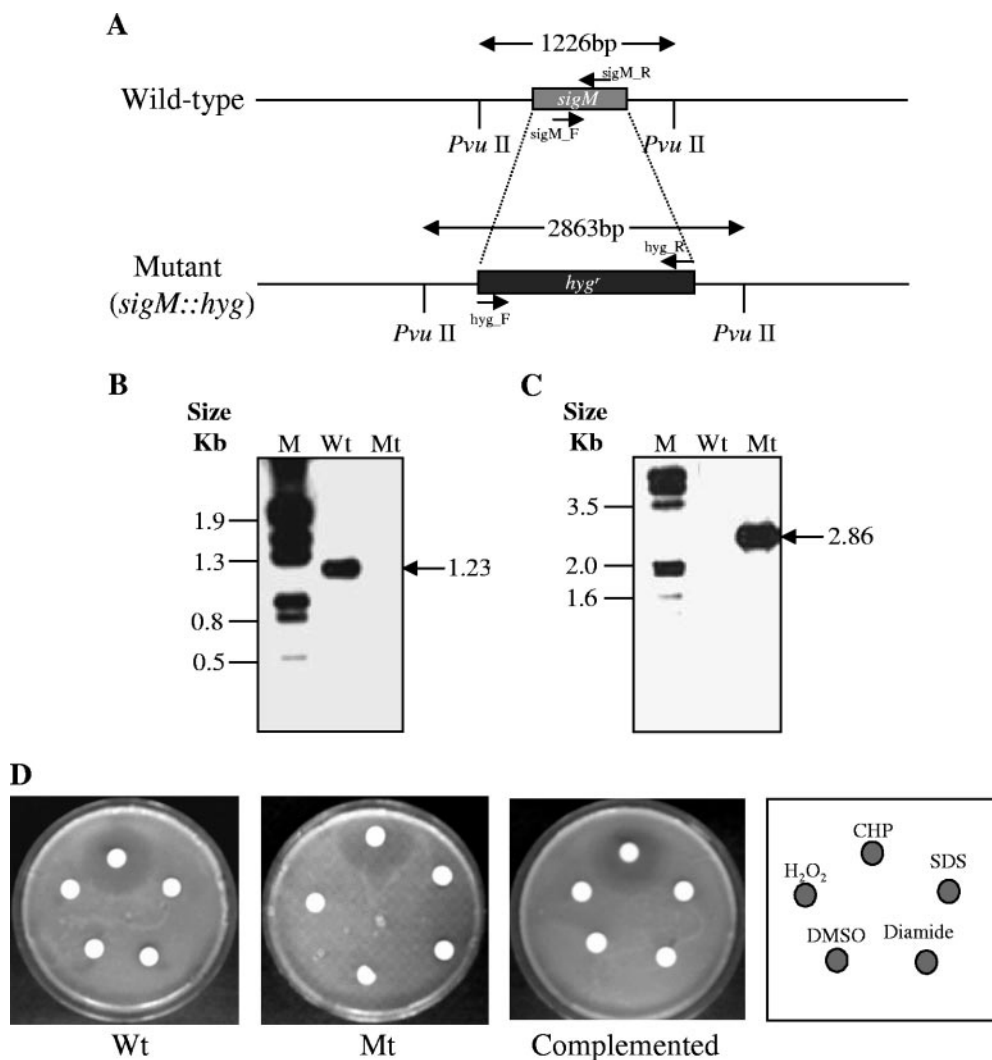 A
1226bp
sigM_R
Wild-type
sigM
sigM_F
Pvu II
Pvu II
2863bp
hyg_R
Mutant
(sigM::hyg)
hygʳ
hyg_F
Pvu II
Pvu II
B
Size
Kb
M Wt Mt
1.9
1.3
1.23
0.8
0.5
C
Size
Kb
M Wt Mt
3.5
2.86
2.0
1.6
D
Wt
Mt
Complemented
CHP
H₂O₂
SDS
DMSO
Diamide